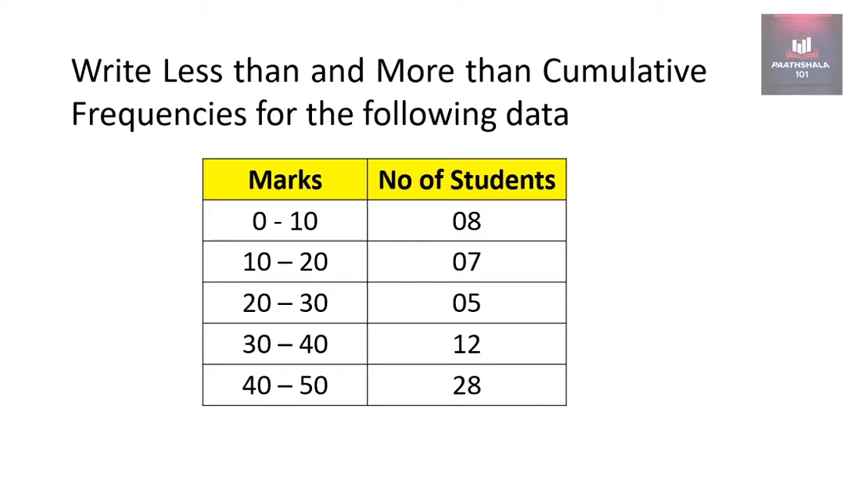 PAATHSHALA
101
Write Less than and More than Cumulative
Frequencies for the following data
Marks No of Students
0 - 10 08
10 – 20 07
20 – 30 05
30 – 40 12
40 – 50 28